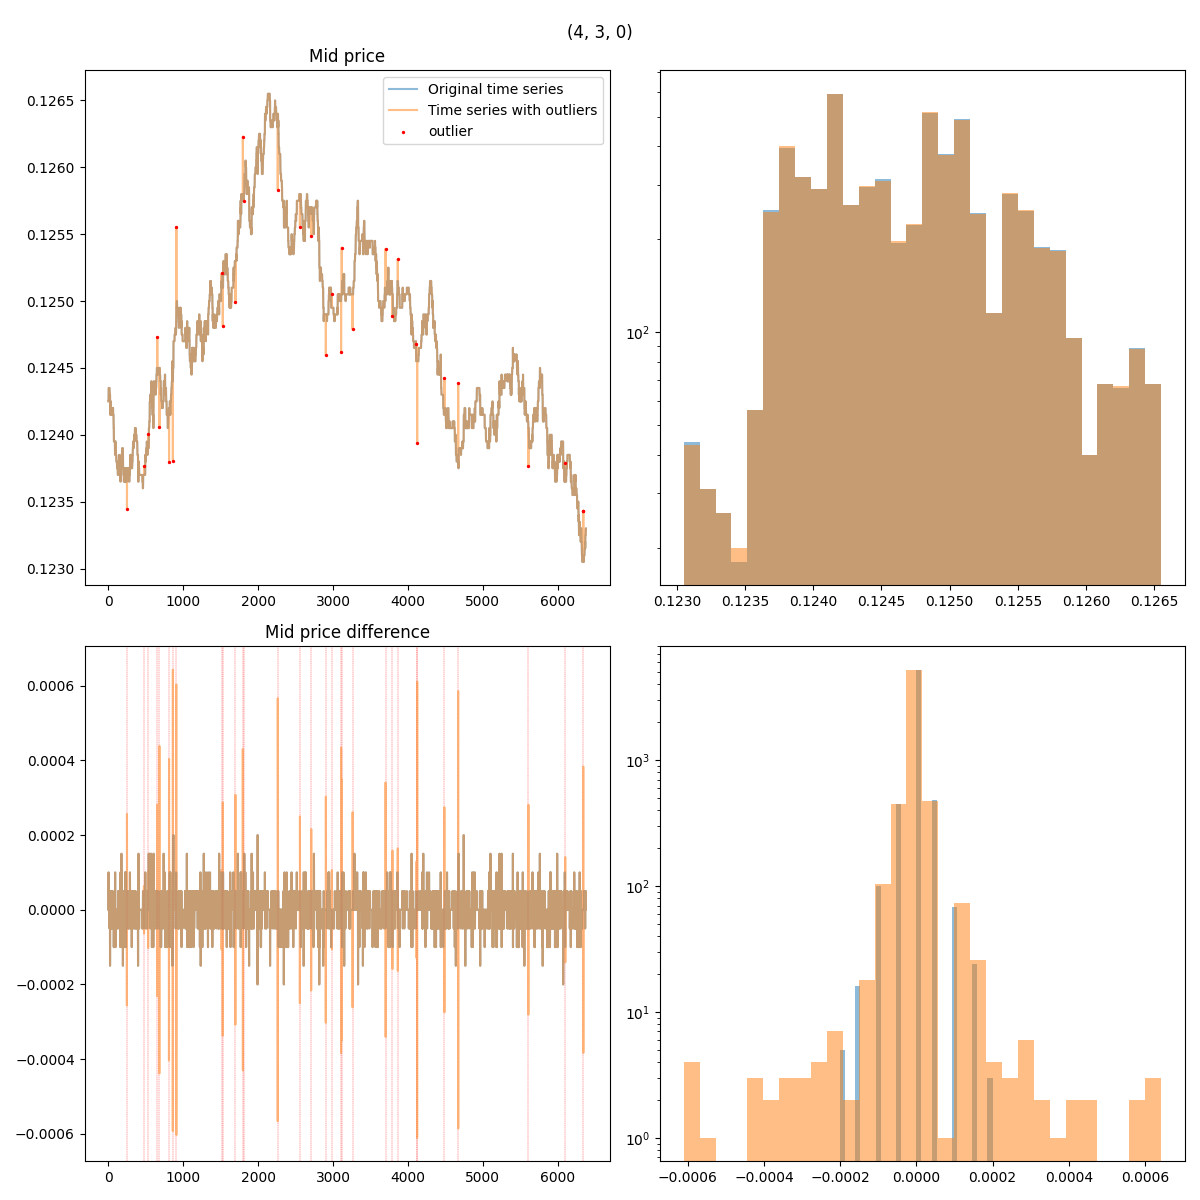 (4, 3, 0)
Mid price
Original time series
Time series with outliers
outlier
0.1265
0.1260
0.1255
0.1250
0.1245
0.1240
0.1235
0.1230
0 1000 2000 3000 4000 5000 6000
10²
0.1230 0.1235 0.1240 0.1245 0.1250 0.1255 0.1260 0.1265
Mid price difference
0.0006
0.0004
0.0002
0.0000
−0.0002
−0.0004
−0.0006
0 1000 2000 3000 4000 5000 6000
10³
10²
10¹
10⁰
−0.0006 −0.0004 −0.0002 0.0000 0.0002 0.0004 0.0006